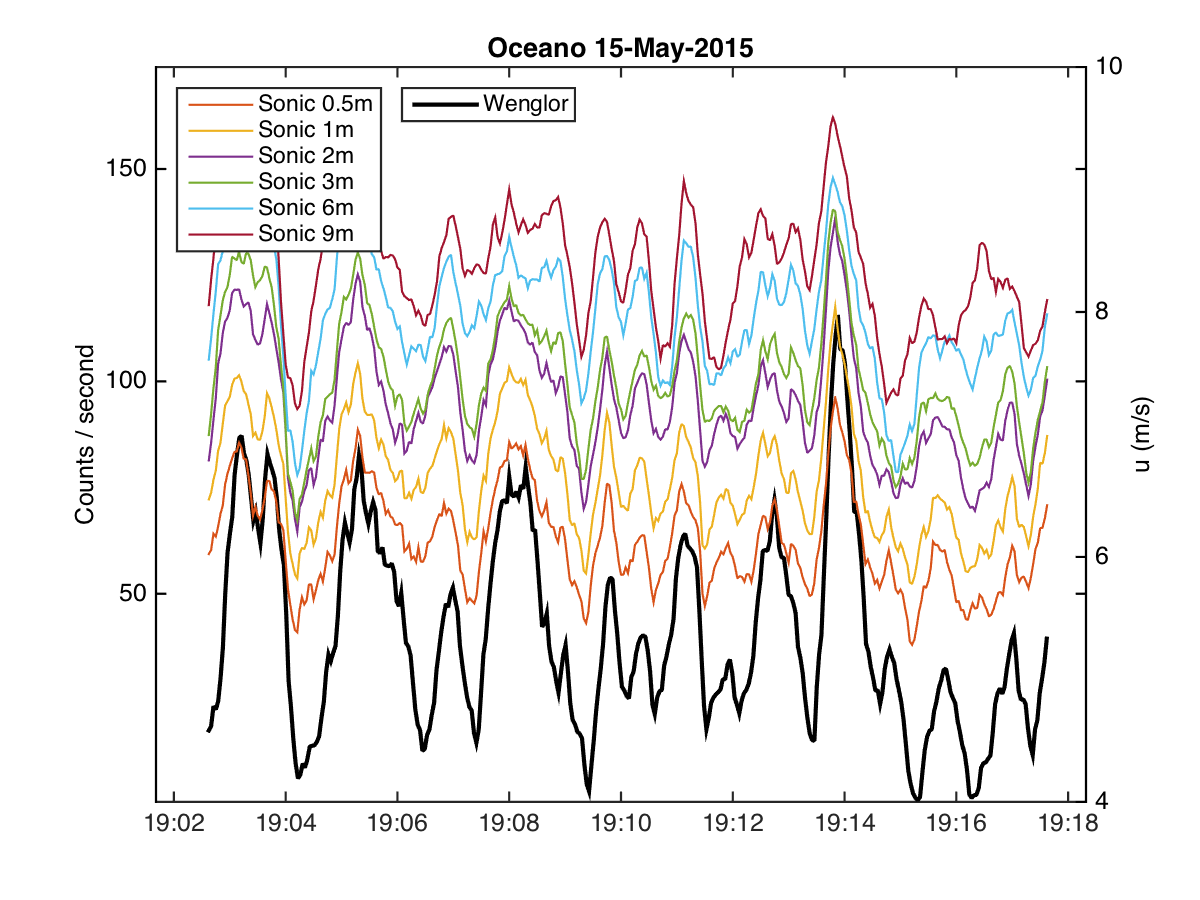 Oceano 15-May-2015
Sonic 0.5m
Sonic 1m
Sonic 2m
Sonic 3m
Sonic 6m
Sonic 9m
Wenglor
Counts / second
150
100
50
u (m/s)
10
8
6
4
19:02 19:04 19:06 19:08 19:10 19:12 19:14 19:16 19:18